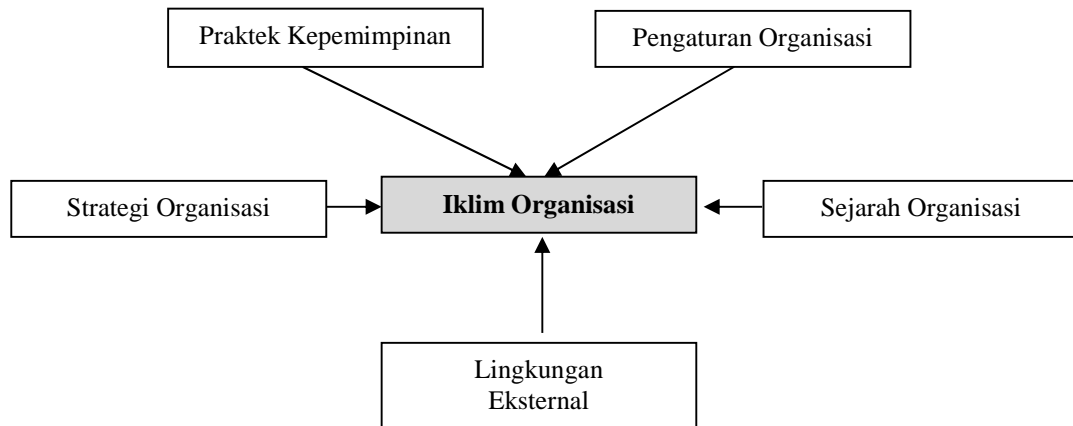 Praktek Kepemimpinan
Pengaturan Organisasi
Strategi Organisasi
Iklim Organisasi
Sejarah Organisasi
Lingkungan
Eksternal